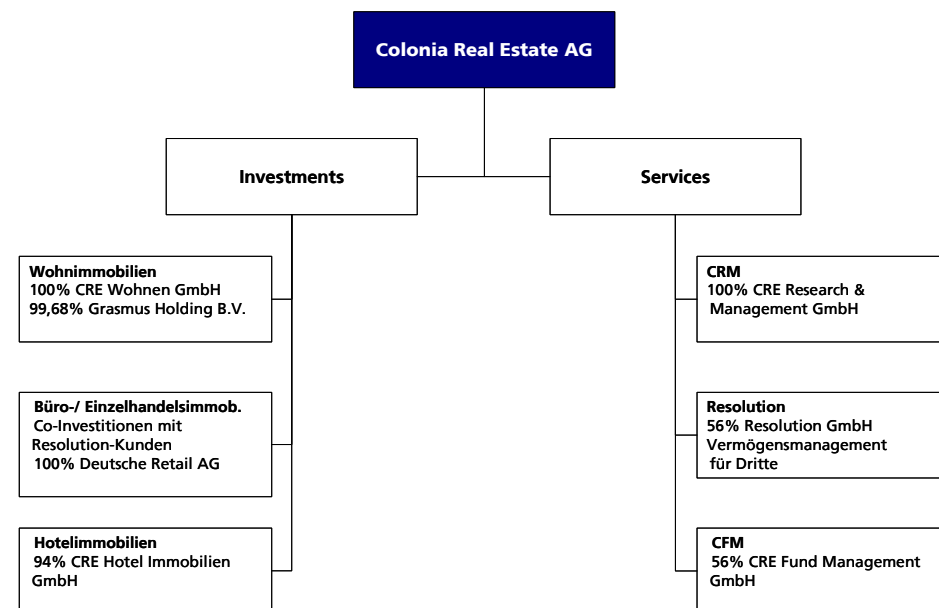 Colonia Real Estate AG
Investments
Services
Wohnimmobilien
100% CRE Wohnen GmbH
99,68% Grasmus Holding B.V.
Büro-/ Einzelhandelsimmob.
Co-Investitionen mit
Resolution-Kunden
100% Deutsche Retail AG
Hotelimmobilien
94% CRE Hotel Immobilien
GmbH
CRM
100% CRE Research &
Management GmbH
Resolution
56% Resolution GmbH
Vermögensmanagement
für Dritte
CFM
56% CRE Fund Management
GmbH